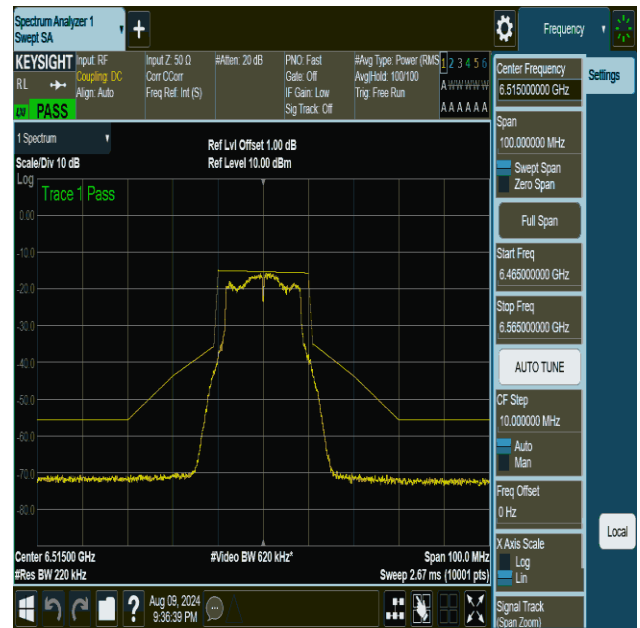 Spectrum Analyzer 1
Swept SA
+
Frequency
KEYSIGHT
RL
PASS
Input: RF
Coupling: DC
Align: Auto
Input Z: 50 Ω
Corr CCorr
Freq Ref: Int (S)
#Atten: 20 dB
PNO: Fast
Gate: Off
IF Gain: Low
Sig Track: Off
#Avg Type: Power (RMS
Avg|Hold: 100/100
Trig: Free Run
1 2 3 4 5 6
A W W W W W
A A A A A A
1 Spectrum
Scale/Div 10 dB
Ref Lvl Offset 1.00 dB
Ref Level 10.00 dBm
Log
Trace 1 Pass
0.00
-10.0
-20.0
-30.0
-40.0
-50.0
-60.0
-70.0
-80.0
Center 6.51500 GHz
#Res BW 220 kHz
#Video BW 620 kHz*
Span 100.0 MHz
Sweep 2.67 ms (10001 pts)
Aug 09, 2024
9:36:39 PM
Center Frequency
6.515000000 GHz
Settings
Span
100.000000 MHz
Swept Span
Zero Span
Full Span
Start Freq
6.465000000 GHz
Stop Freq
6.565000000 GHz
AUTO TUNE
CF Step
10.000000 MHz
Auto
Man
Freq Offset
0 Hz
X Axis Scale
Log
Lin
Local
Signal Track
(Span Zoom)